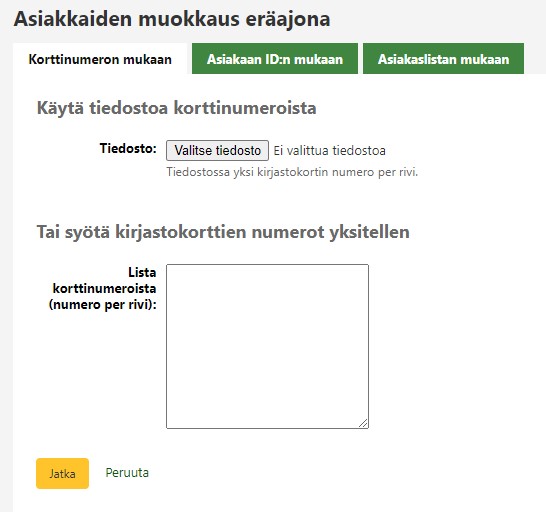 Asiakkaiden muokkaus eräajona
Korttinumeron mukaan
Asiakaan ID:n mukaan
Asiakaslistan mukaan
Käytä tiedostoa korttinumeroista
Tiedosto: Valitse tiedosto Ei valittua tiedostoa
Tiedostossa yksi kirjastokortin numero per rivi.
Tai syötä kirjastokorttien numerot yksitellen
Lista
korttinumeroista
(numero per rivi):
Jatka
Peruuta